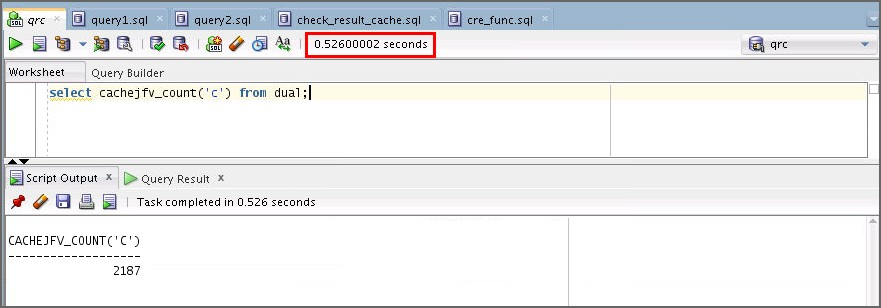 qrc query1.sql query2.sql check_result_cache.sql cre_func.sql
SQL 0.52600002 seconds qrc
Worksheet Query Builder
select cachejfv_count('c') from dual;
Script Output x Query Result x
Task completed in 0.526 seconds
CACHEJFV_COUNT('C')
-------------------
2187